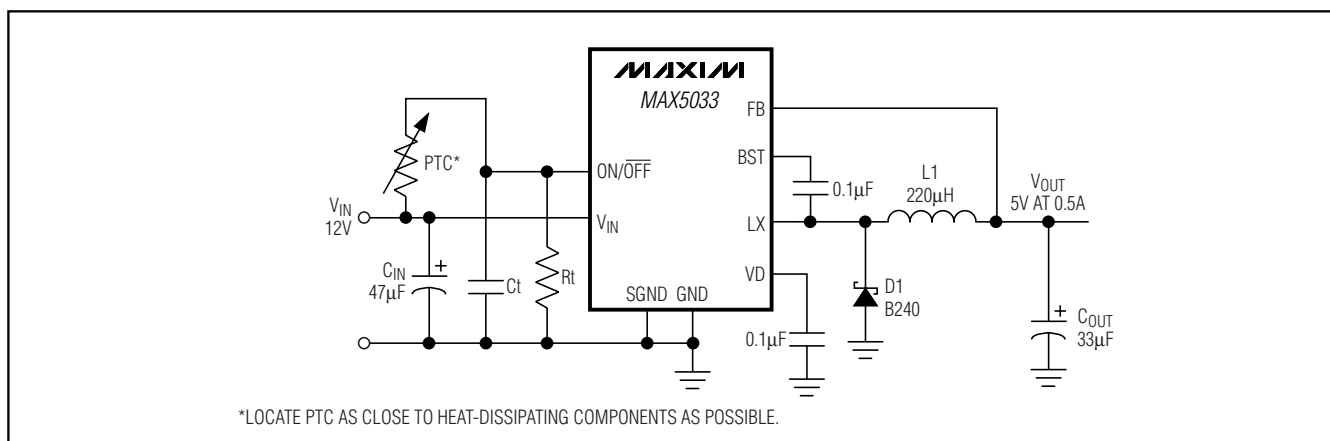 MAXIM
MAX5033
FB
BST
ON/OFF
LX
VIN
VD
SGND GND
PTC*
VIN
12V
CIN
47µF
+
Ct
Rt
0.1µF
L1
220µH
VOUT
5V AT 0.5A
D1
B240
0.1µF
+
COUT
33µF
*LOCATE PTC AS CLOSE TO HEAT-DISSIPATING COMPONENTS AS POSSIBLE.